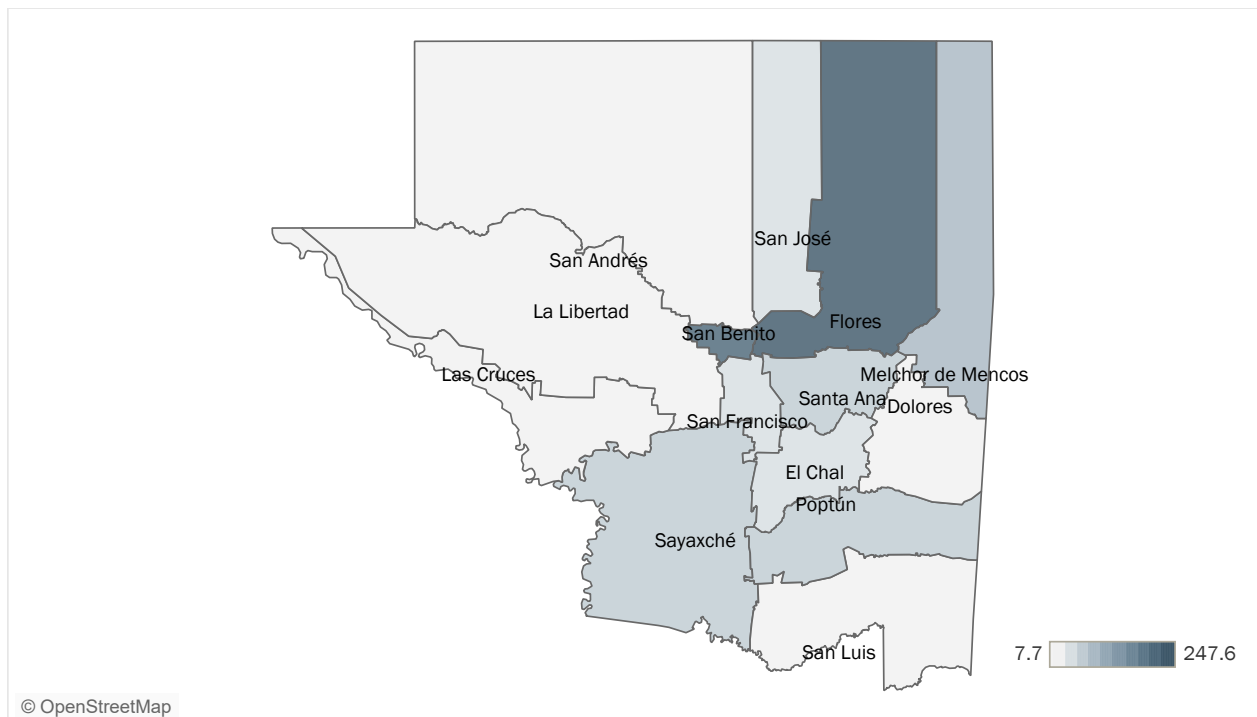 San José
San Andrés
La Libertad
Flores
San Benito
Las Cruces
Melchor de Mencos
Santa Ana
Dolores
San Francisco
El Chal
Poptún
Sayaxché
San Luis
7.7
247.6
© OpenStreetMap